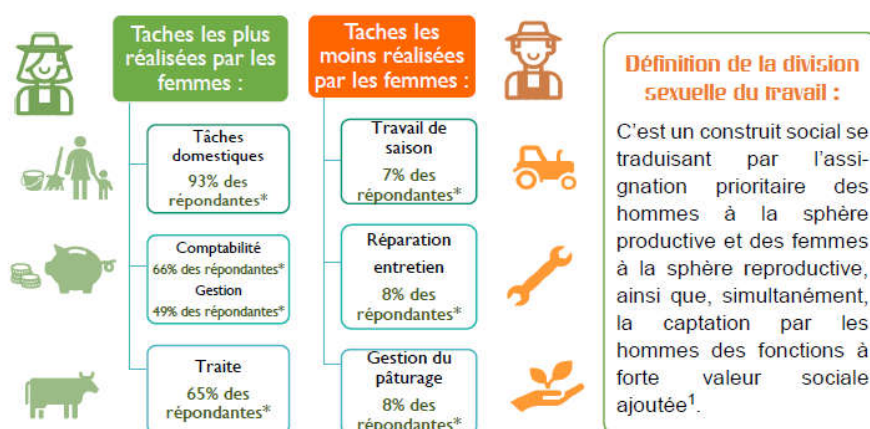 Taches les plus
réalisées par les
femmes :
Tâches
domestiques
93% des
répondantes*
Comptabilité
66% des répondantes*
Gestion
49% des répondantes*
Traite
65% des
répondantes*
Taches les
moins réalisées
par les femmes :
Travail de
saison
7% des
répondantes*
Réparation
entretien
8% des
répondantes*
Gestion du
pâturage
8% des
répondantes*
Définition de la division
sexuelle du travail :
C'est un construit social se
traduisant par l'assi-
gnation prioritaire des
hommes à la sphère
productive et des femmes
à la sphère reproductive,
ainsi que, simultanément,
la captation par les
hommes des fonctions à
forte valeur sociale
ajoutée¹.